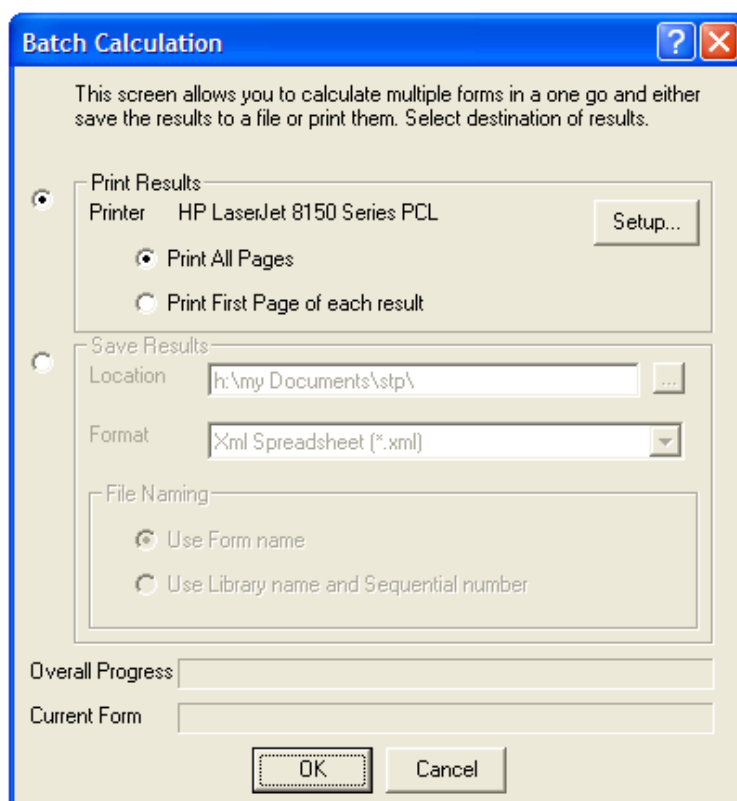 Batch Calculation
This screen allows you to calculate multiple forms in a one go and either
save the results to a file or print them. Select destination of results.
Print Results
Printer HP LaserJet 8150 Series PCL
Setup...
Print All Pages
Print First Page of each result
Save Results
Location h:\my Documents\stp\ ...
Format Xml Spreadsheet (*.xml)
File Naming
Use Form name
Use Library name and Sequential number
Overall Progress
Current Form
OK Cancel